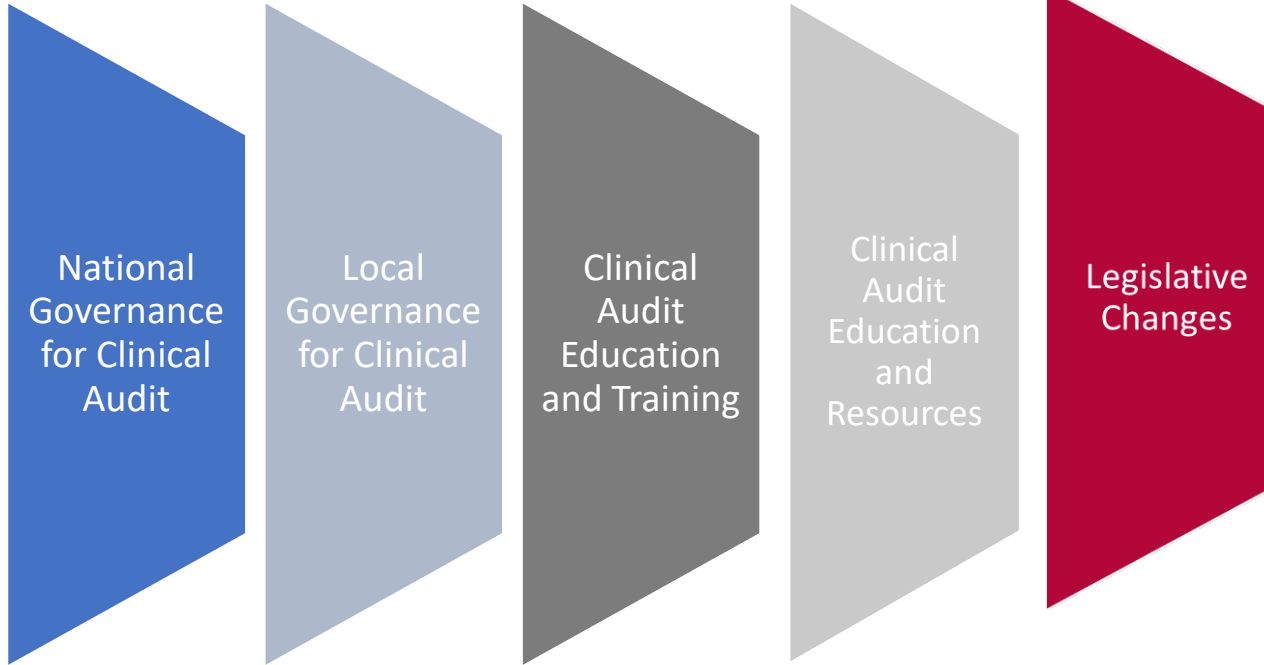 National
Governance
for Clinical
Audit
Local
Governance
for Clinical
Audit
Clinical
Audit
Education
and Training
Clinical
Audit
Education
and
Resources
Legislative
Changes